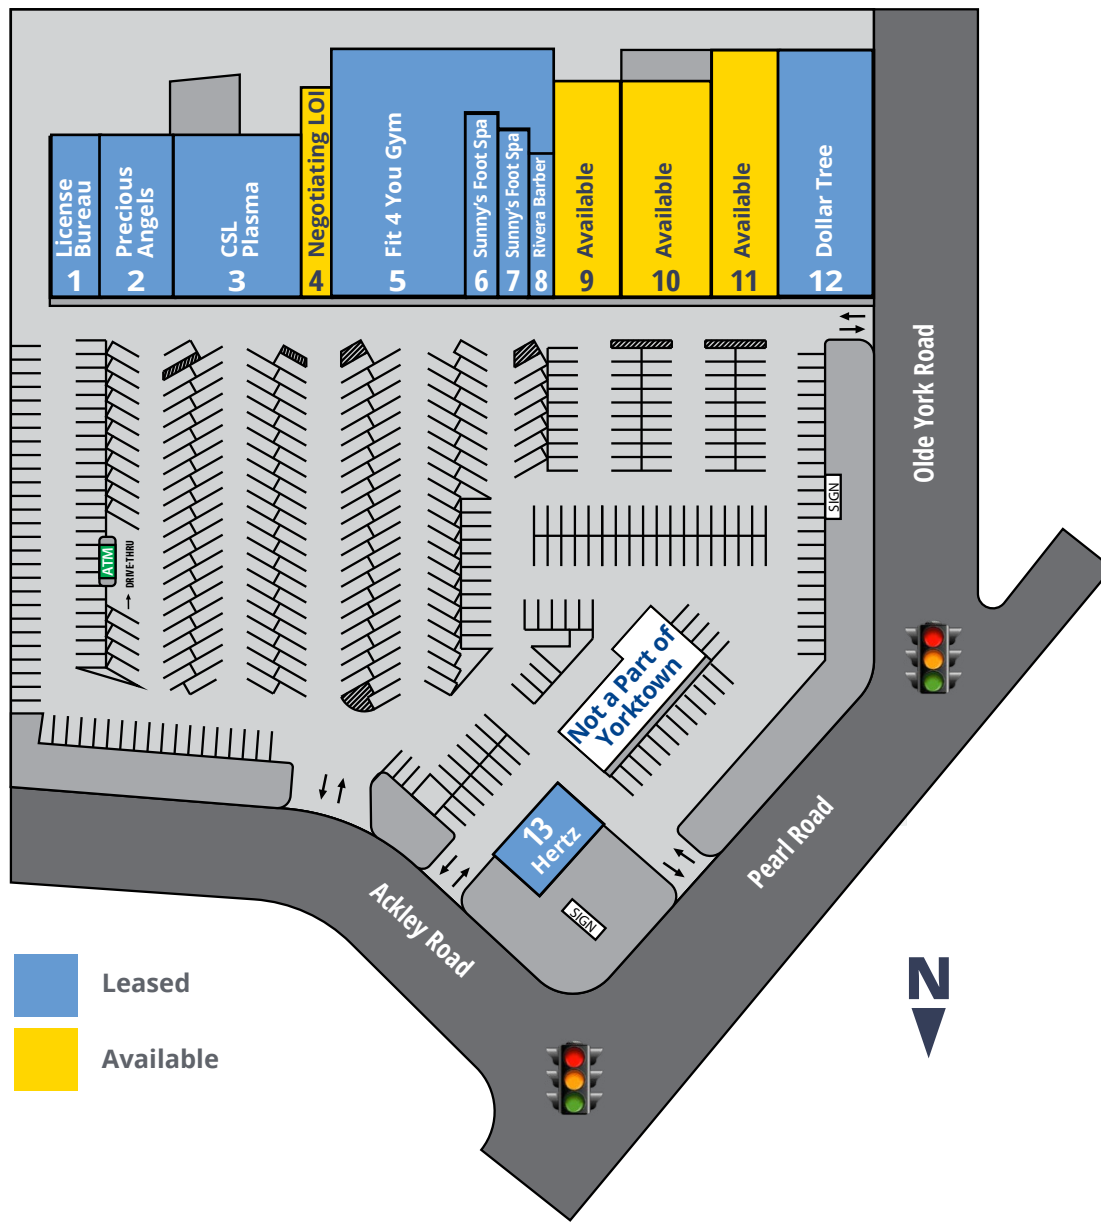 License
Bureau
1
Precious
Angels
2
CSL
Plasma
3
Negotiating LOI
4
Fit 4 You Gym
5
Sunny's Foot Spa
6
Sunny's Foot Spa
7
Rivera Barber
8
Available
9
Available
10
Available
11
Dollar Tree
12
Olde York Road
SIGN
ATM
DRIVE-THRU
Not a Part of
Yorktown
13
Hertz
SIGN
Pearl Road
Ackley Road
Leased
Available
N